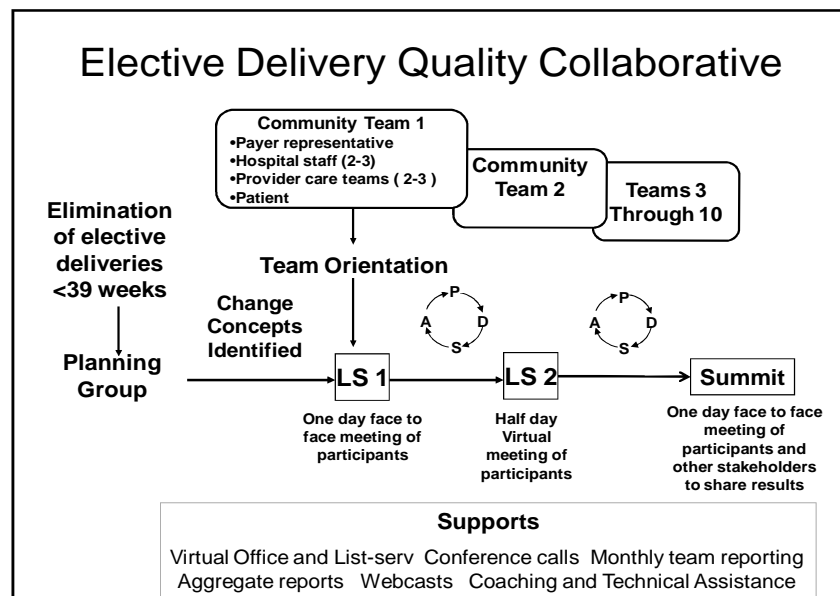 Elective Delivery Quality Collaborative
Community Team 1
•Payer representative
•Hospital staff (2-3)
•Provider care teams ( 2-3 )
•Patient
Community
Team 2
Teams 3
Through 10
Elimination
of elective
deliveries
<39 weeks
Planning
Group
Team Orientation
Change
Concepts
Identified
P
D
S
A
P
D
S
A
LS 1
LS 2
Summit
One day face to
face meeting of
participants
Half day
Virtual
meeting of
participants
One day face to face
meeting of
participants and
other stakeholders
to share results
Supports
Virtual Office and List-serv Conference calls Monthly team reporting
Aggregate reports Webcasts Coaching and Technical Assistance